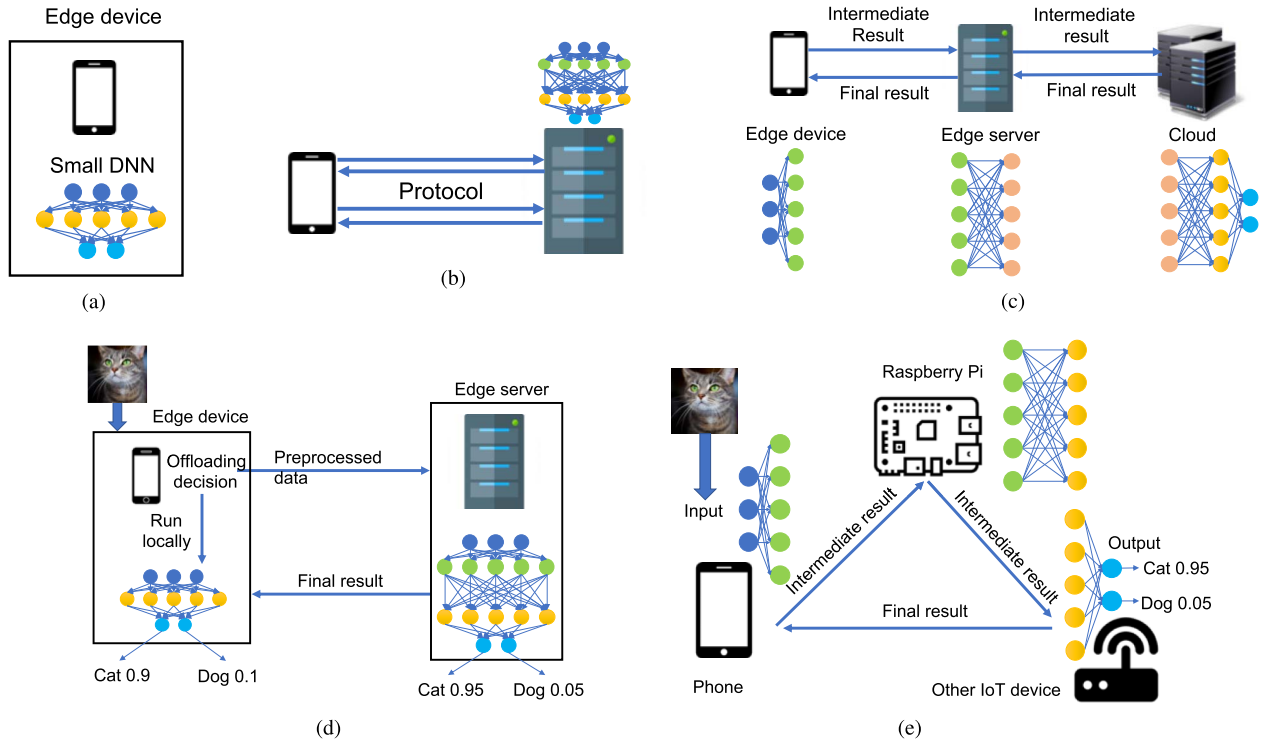 Edge device
Small DNN
(a)
Protocol
(b)
Intermediate
Result
Intermediate
result
Final result
Final result
Edge device
Edge server
Cloud
(c)
Edge device
Offloading
decision
Run
locally
Preprocessed
data
Edge server
Final result
Cat 0.9
Dog 0.1
Cat 0.95
Dog 0.05
(d)
Raspberry Pi
Input
Intermediate result
Intermediate result
Final result
Output
Cat 0.95
Dog 0.05
Phone
Other IoT device
(e)